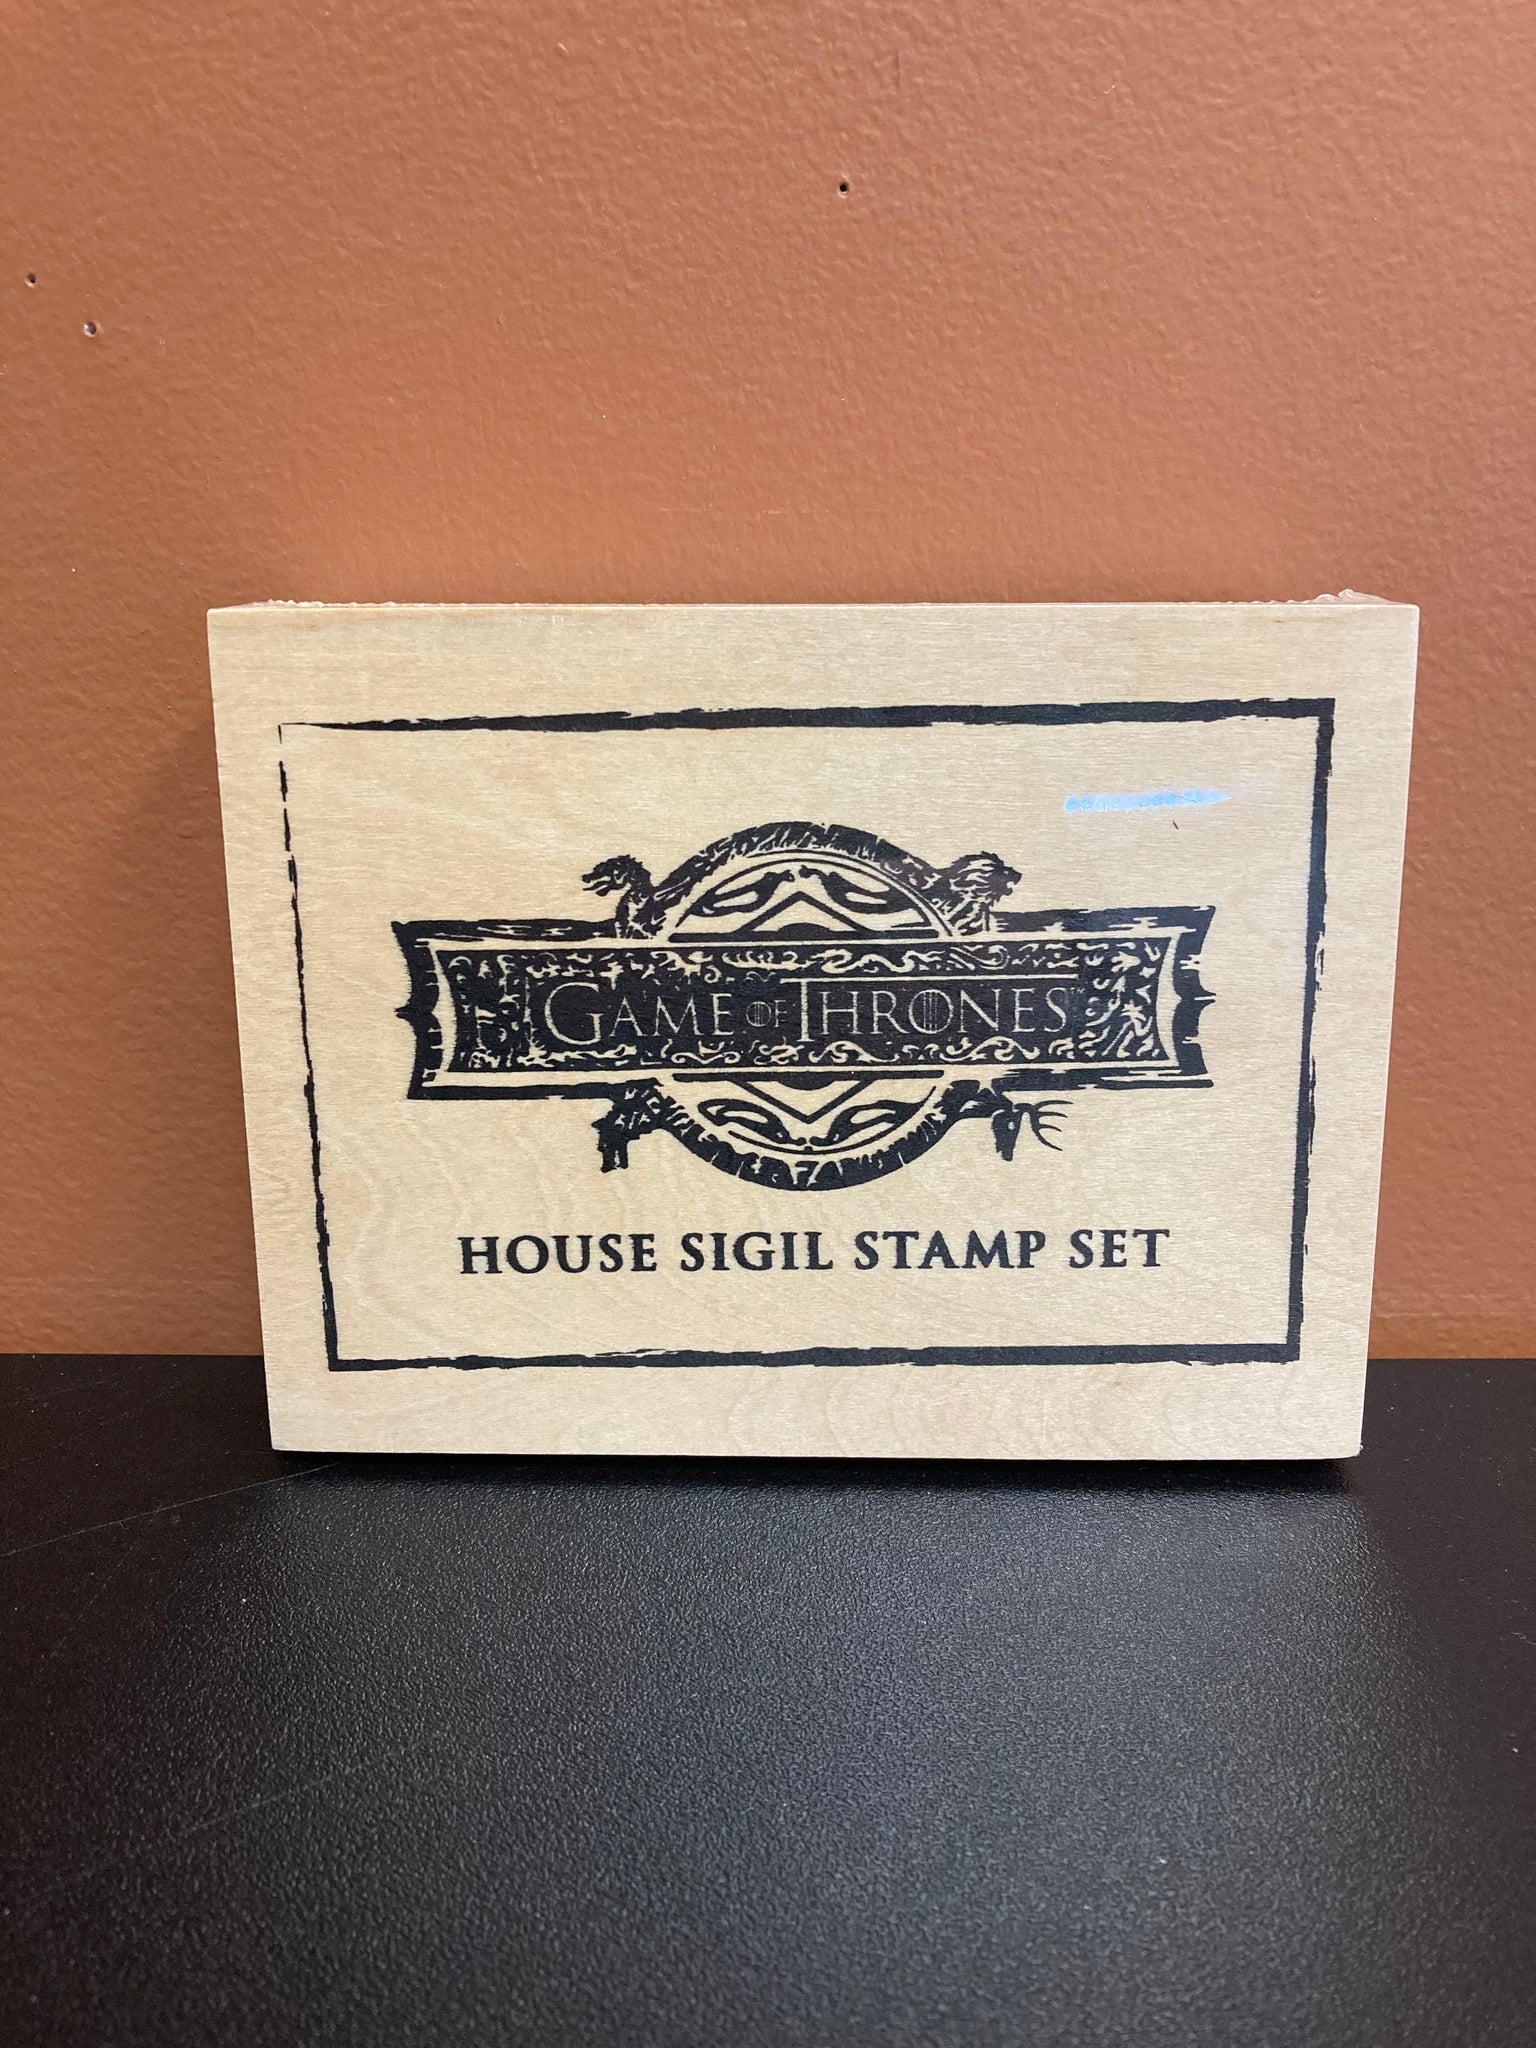 GAME OF THRONES
HOUSE SIGIL STAMP SET